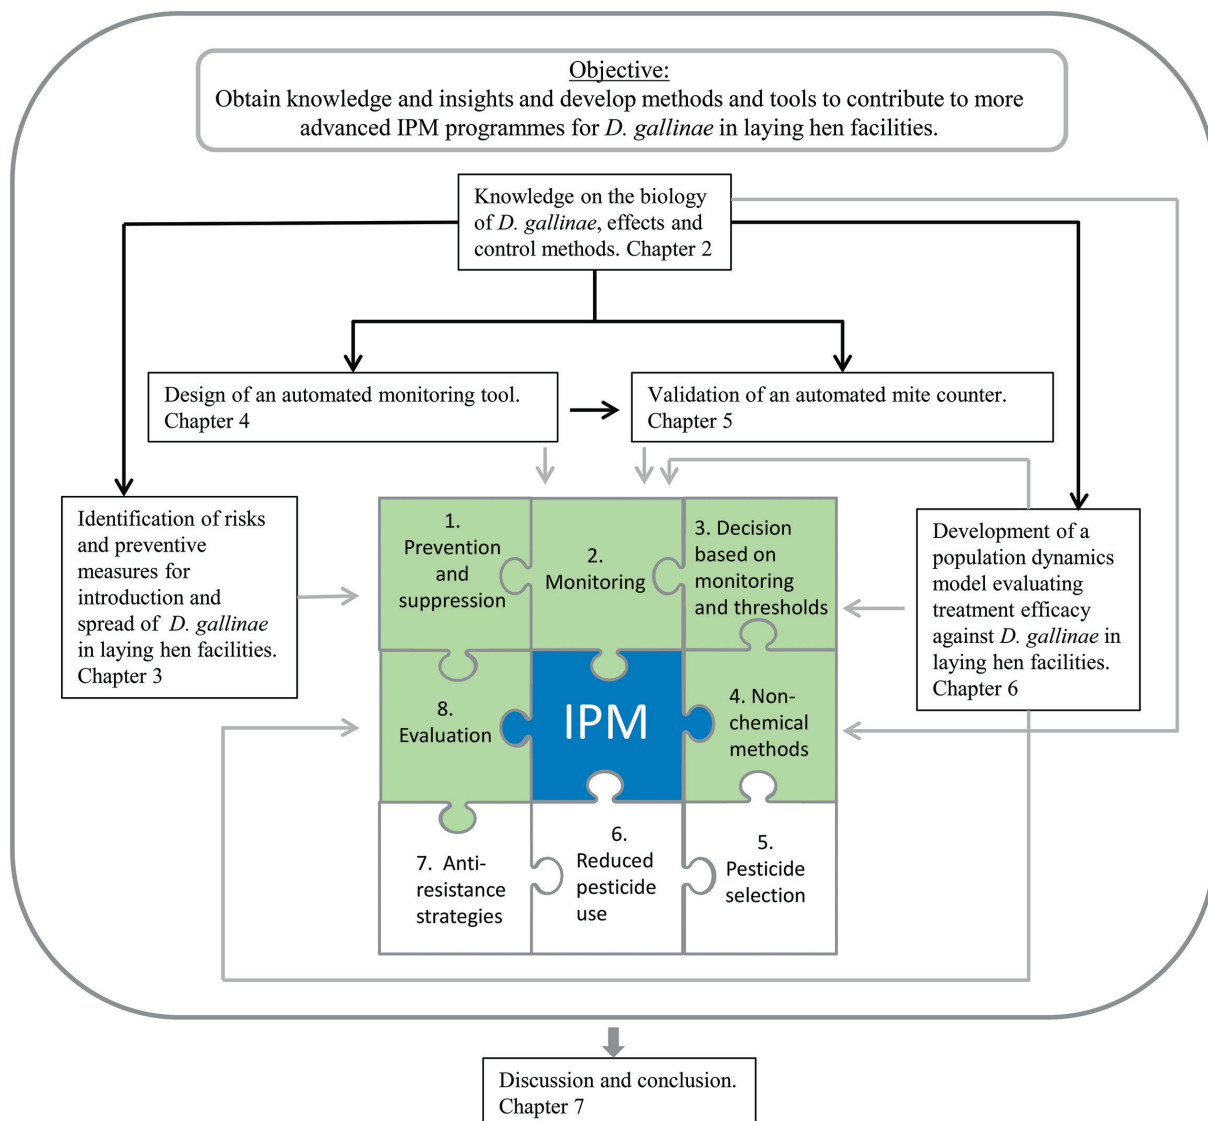 Objective:
Obtain knowledge and insights and develop methods and tools to contribute to more
advanced IPM programmes for D. gallinae in laying hen facilities.
Knowledge on the biology
of D. gallinae, effects and
control methods. Chapter 2
Design of an automated monitoring tool.
Chapter 4
Validation of an automated mite counter.
Chapter 5
Identification of risks
and preventive
measures for
introduction and
spread of D. gallinae
in laying hen facilities.
Chapter 3
1.
Prevention
and
suppression
2.
Monitoring
3. Decision
based on
monitoring
and thresholds
Development of a
population dynamics
model evaluating
treatment efficacy
against D. gallinae in
laying hen facilities.
Chapter 6
8.
Evaluation
IPM
4. Non-
chemical
methods
7. Anti-
resistance
strategies
6.
Reduced
pesticide
use
5.
Pesticide
selection
Discussion and conclusion.
Chapter 7